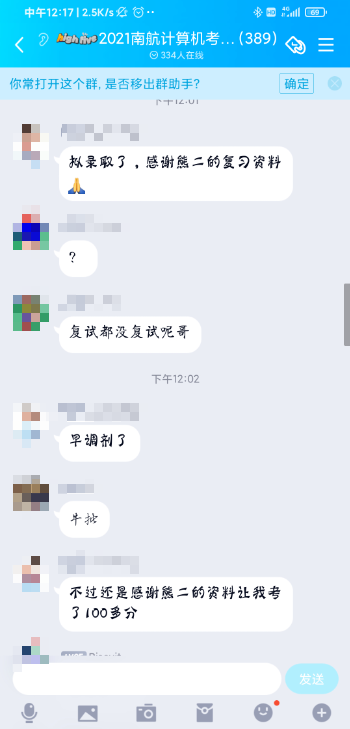 中午12:17 | 2.5K/s
4G
69
2021南航计算机考...(389)
334人在线
你常打开这个群, 是否移出群助手?
确定
下午12:01
拟录取了，感谢熊二的复习资料
🙏
?
复试都没复试呢哥
下午12:02
早调剂了
牛批
不过还是感谢熊二的资料让我考
了100多分
Biscuit
发送